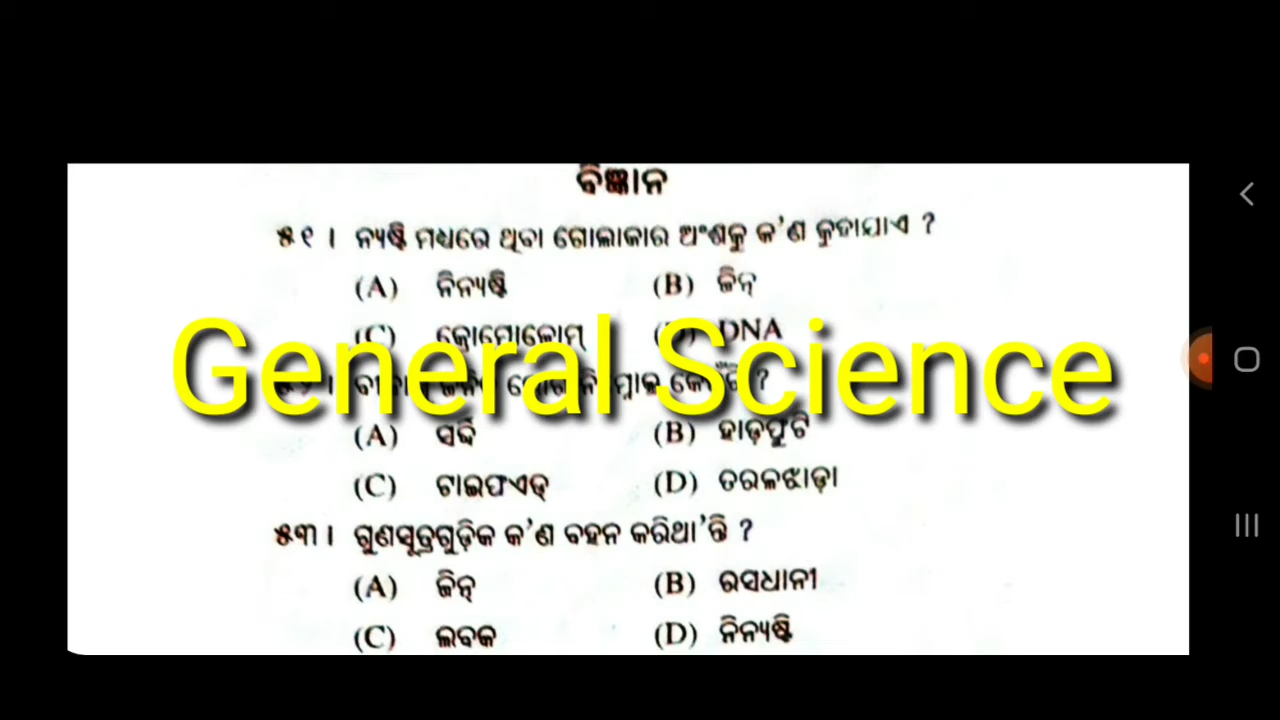 ବିଜ୍ଞାନ
୫୧ । ନ୍ୟଷ୍ଟି ମଧ୍ୟରେ ଥିବା ଗୋଲାକାର ଅଂଶକୁ କ'ଣ କୁହାଯାଏ ?
(A) ନିନ୍ୟଷ୍ଟି (B) ଜିନ୍
(C) କ୍ରୋମୋଜୋମ୍ (D) DNA
General Science
?
(A) ସର୍ଦ୍ଦି (B) ହାଡ଼ଫୁଟି
(C) ଟାଇଫଏଡ୍ (D) ତରଳଝାଡ଼ା
୫୩ । ଗୁଣସୂତ୍ରଗୁଡ଼ିକ କ'ଣ ବହନ କରିଥା'ନ୍ତି ?
(A) ଜିନ୍ (B) ରସଧାନୀ
(C) ଲବକ (D) ନିନ୍ୟଷ୍ଟି